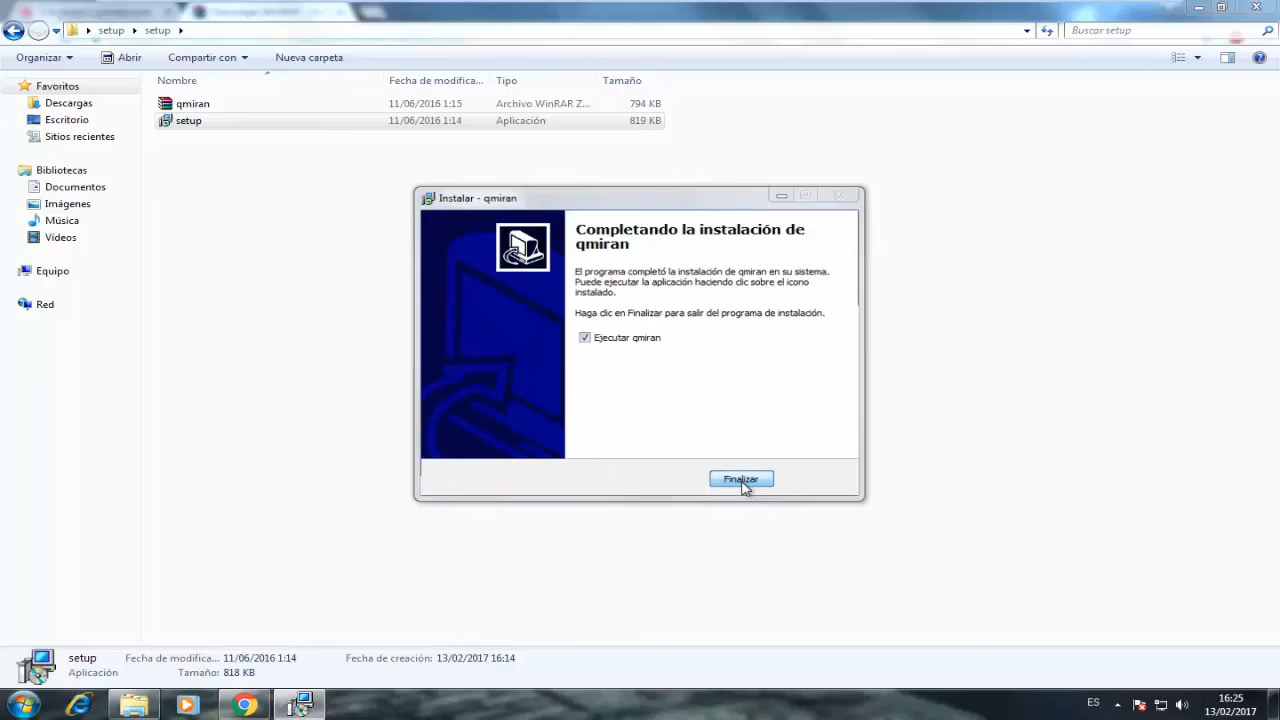 setup ▸ setup ▸
Buscar setup
Organizar
Abrir
Compartir con
Nueva carpeta
Nombre
Fecha de modifica...
Tipo
Tamaño
qmiran
11/06/2016 1:15
Archivo WinRAR Z...
794 KB
setup
11/06/2016 1:14
Aplicación
819 KB
Favoritos
Descargas
Escritorio
Sitios recientes
Bibliotecas
Documentos
Imágenes
Música
Vídeos
Equipo
Red
Instalar - qmiran
Completando la instalación de
qmiran
El programa completó la instalación de qmiran en su sistema.
Puede ejecutar la aplicación haciendo clic sobre el icono
instalado.
Haga clic en Finalizar para salir del programa de instalación.
Ejecutar qmiran
Finalizar
setup
Fecha de modifica... 11/06/2016 1:14
Fecha de creación: 13/02/2017 16:14
Aplicación
Tamaño: 818 KB
ES
16:25
13/02/2017